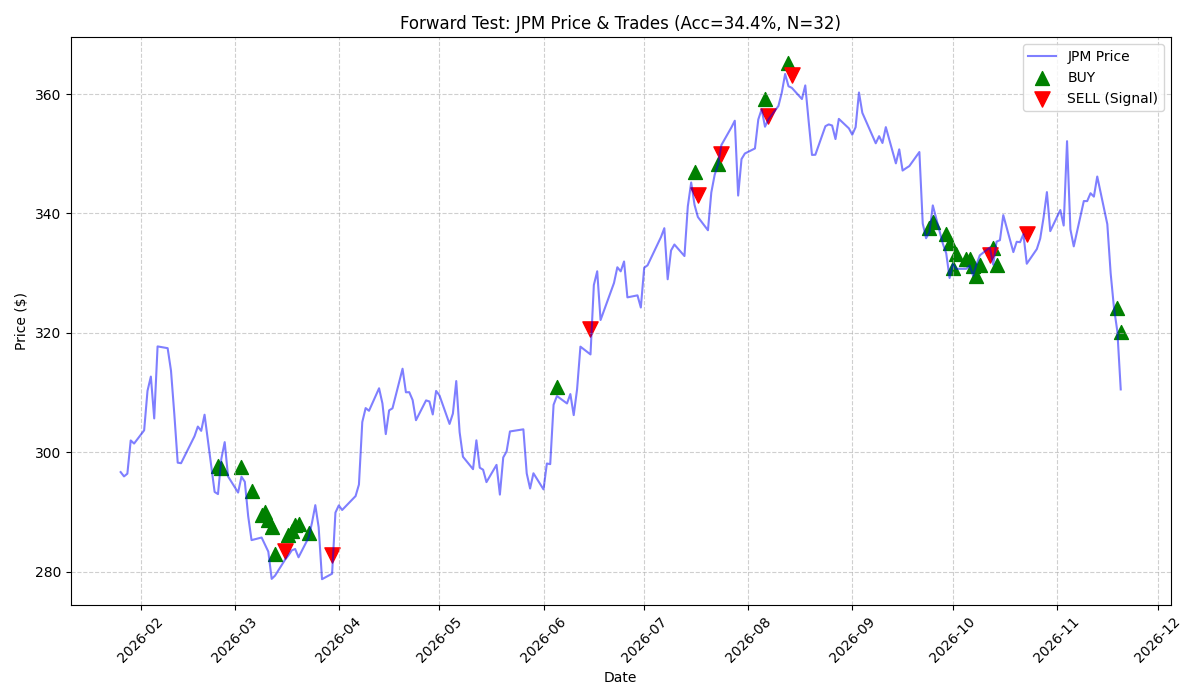 Forward Test: JPM Price & Trades (Acc=34.4%, N=32)
JPM Price
BUY
SELL (Signal)
Price ($)
360
340
320
300
280
2026-02
2026-03
2026-04
2026-05
2026-06
2026-07
2026-08
2026-09
2026-10
2026-11
2026-12
Date